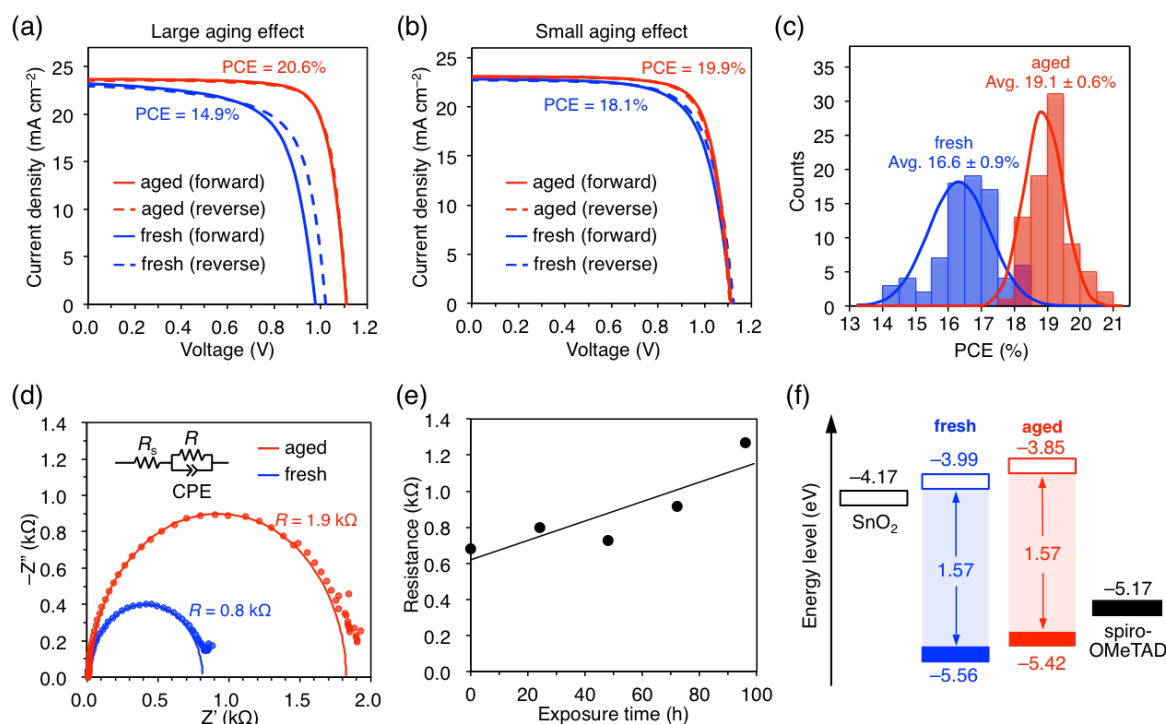 (a)
Large aging effect
25
20
15
10
5
0
Current density (mA cm⁻²)
PCE = 20.6%
PCE = 14.9%
aged (forward)
aged (reverse)
fresh (forward)
fresh (reverse)
0.0 0.2 0.4 0.6 0.8 1.0 1.2
Voltage (V)
(b)
Small aging effect
25
20
15
10
5
0
Current density (mA cm⁻²)
PCE = 19.9%
PCE = 18.1%
aged (forward)
aged (reverse)
fresh (forward)
fresh (reverse)
0.0 0.2 0.4 0.6 0.8 1.0 1.2
Voltage (V)
(c)
35
30
25
20
15
10
5
0
Counts
aged
Avg. 19.1 ± 0.6%
fresh
Avg. 16.6 ± 0.9%
13 14 15 16 17 18 19 20 21
PCE (%)
(d)
1.4
1.2
1.0
0.8
0.6
0.4
0.2
0
−Z″ (kΩ)
Rs
R
CPE
aged
fresh
R = 1.9 kΩ
R = 0.8 kΩ
0.0 0.5 1.0 1.5 2.0
Z′ (kΩ)
(e)
1.4
1.2
1.0
0.8
0.6
0.4
0.2
0
Resistance (kΩ)
0 20 40 60 80 100
Exposure time (h)
(f)
Energy level (eV)
fresh
aged
−3.99
−3.85
−4.17
SnO₂
1.57
1.57
−5.17
spiro-
OMeTAD
−5.56
−5.42